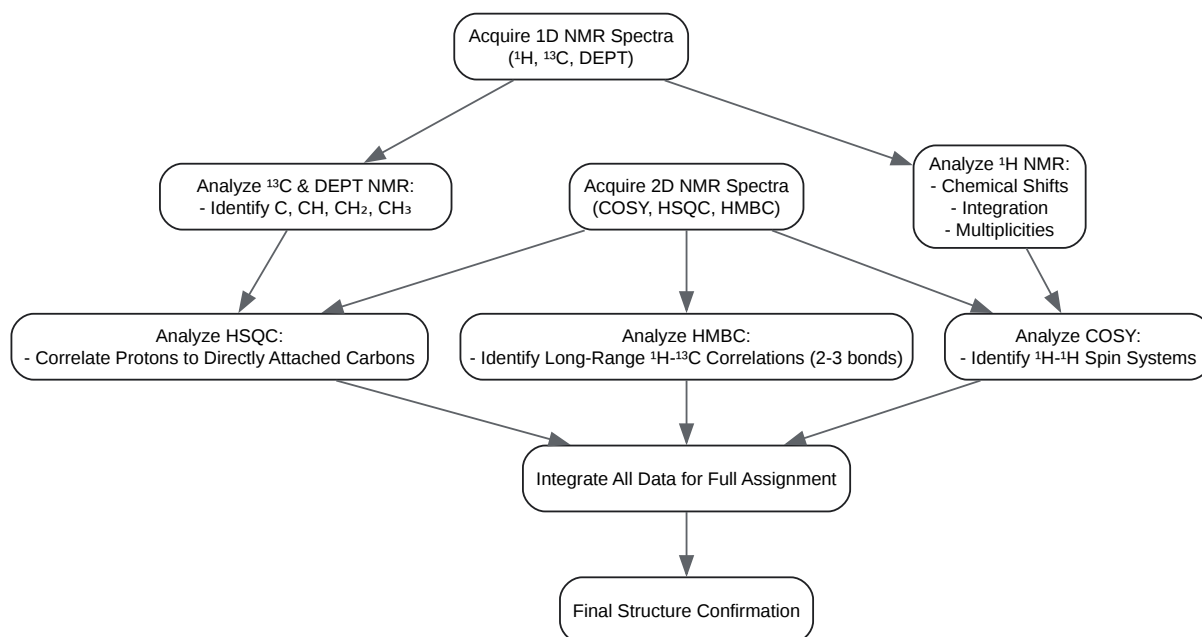 Acquire 1D NMR Spectra
(¹H, ¹³C, DEPT)
Analyze ¹³C & DEPT NMR:
- Identify C, CH, CH₂, CH₃
Acquire 2D NMR Spectra
(COSY, HSQC, HMBC)
Analyze ¹H NMR:
- Chemical Shifts
- Integration
- Multiplicities
Analyze HSQC:
- Correlate Protons to Directly Attached Carbons
Analyze HMBC:
- Identify Long-Range ¹H-¹³C Correlations (2-3 bonds)
Analyze COSY:
- Identify ¹H-¹H Spin Systems
Integrate All Data for Full Assignment
Final Structure Confirmation